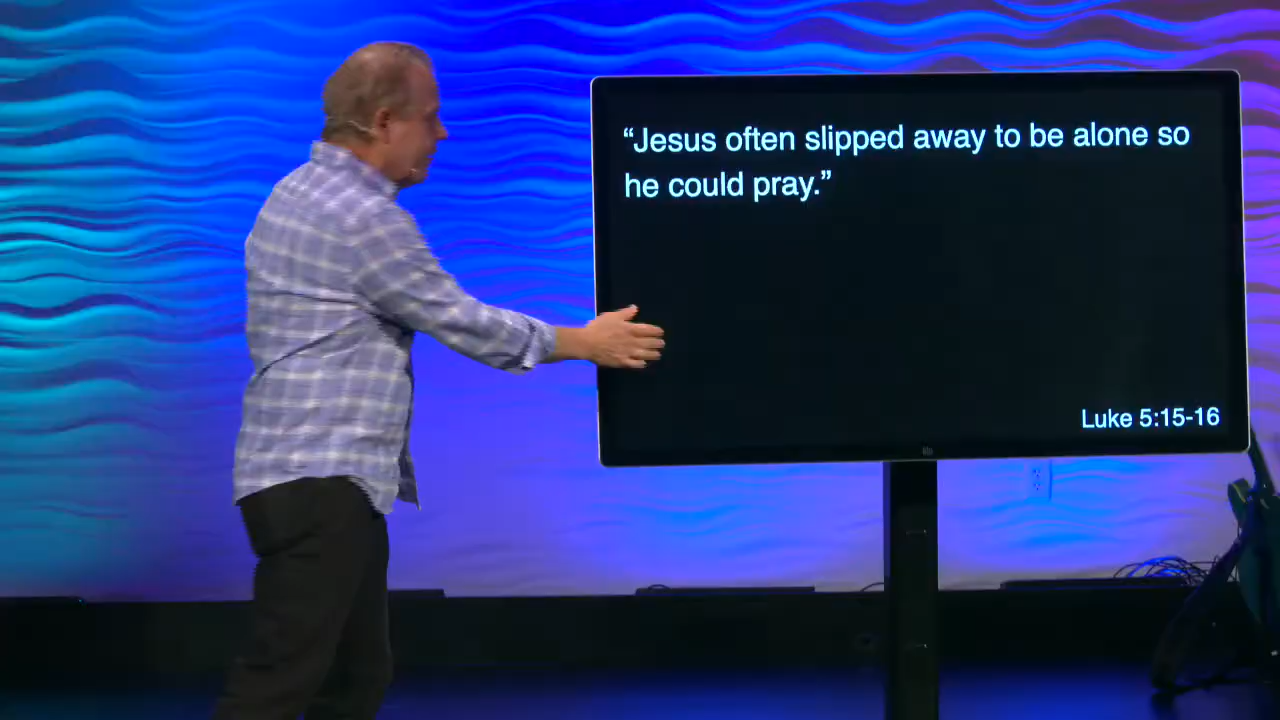 “Jesus often slipped away to be alone so
he could pray.”
Luke 5:15-16